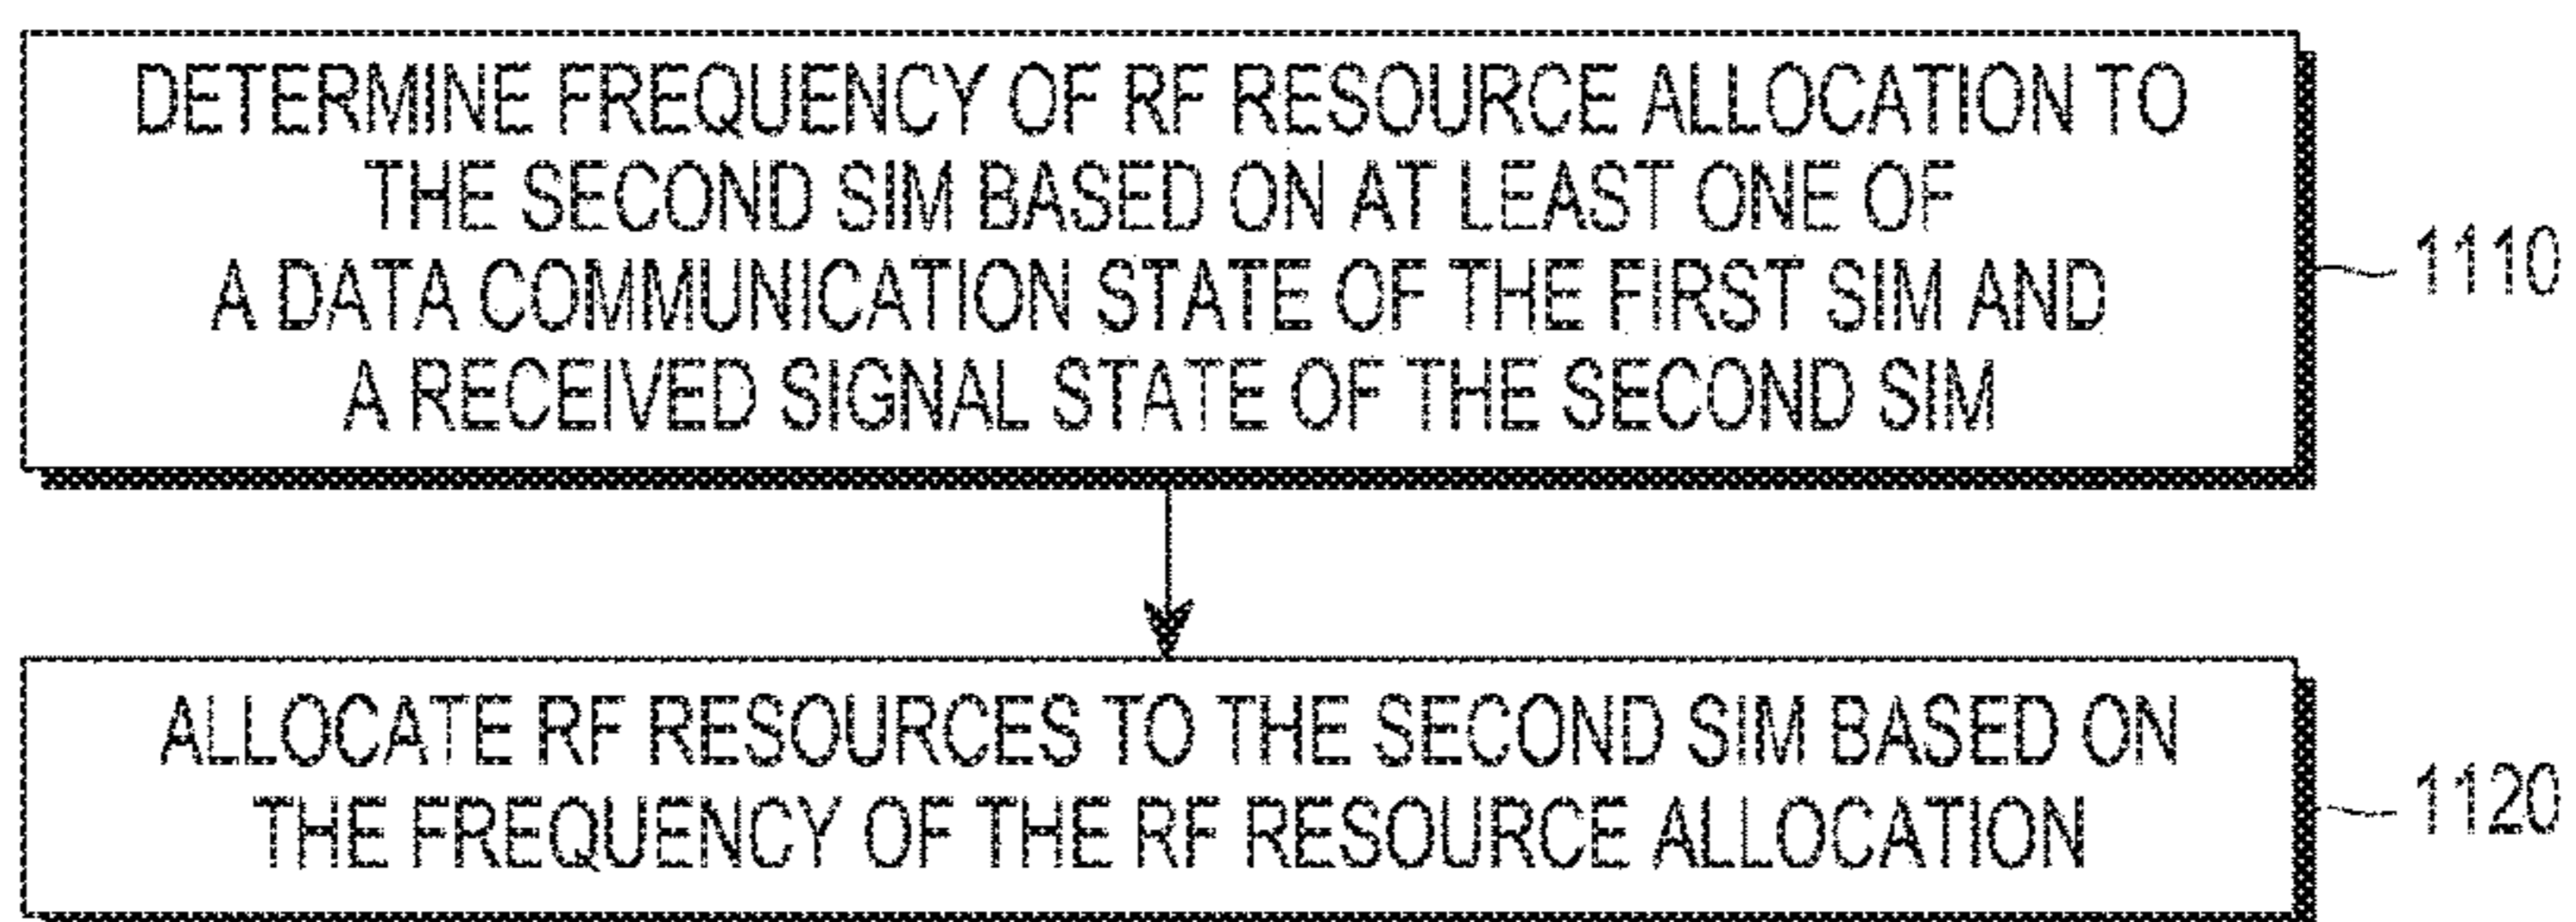 DETERMINE FREQUENCY OF RF RESOURCE ALLOCATION TO
THE SECOND SIM BASED ON AT LEAST ONE OF
A DATA COMMUNICATION STATE OF THE FIRST SIM AND
A RECEIVED SIGNAL STATE OF THE SECOND SIM
1110
ALLOCATE RF RESOURCES TO THE SECOND SIM BASED ON
THE FREQUENCY OF THE RF RESOURCE ALLOCATION
1120